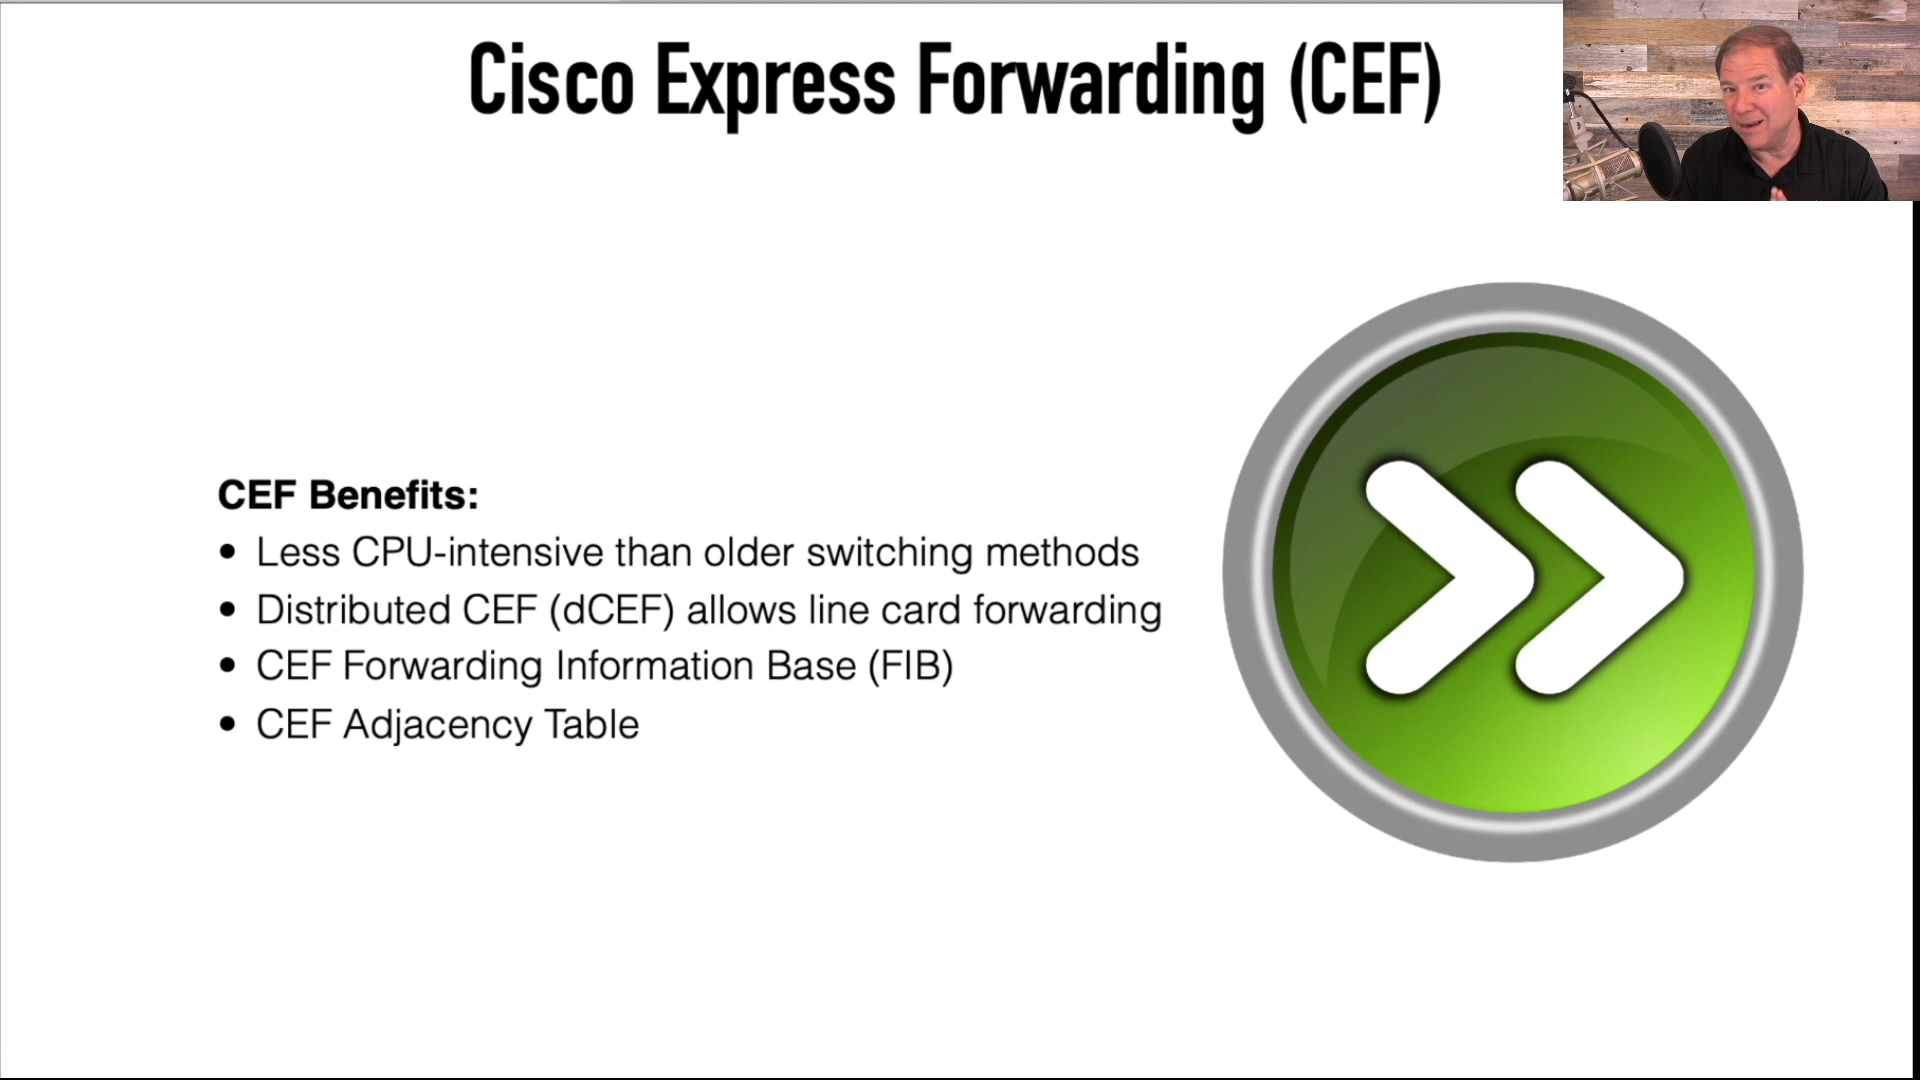 Cisco Express Forwarding (CEF)
CEF Benefits:
• Less CPU-intensive than older switching methods
• Distributed CEF (dCEF) allows line card forwarding
• CEF Forwarding Information Base (FIB)
• CEF Adjacency Table